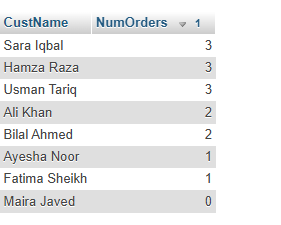 CustName NumOrders 1
Sara Iqbal 3
Hamza Raza 3
Usman Tariq 3
Ali Khan 2
Bilal Ahmed 2
Ayesha Noor 1
Fatima Sheikh 1
Maira Javed 0